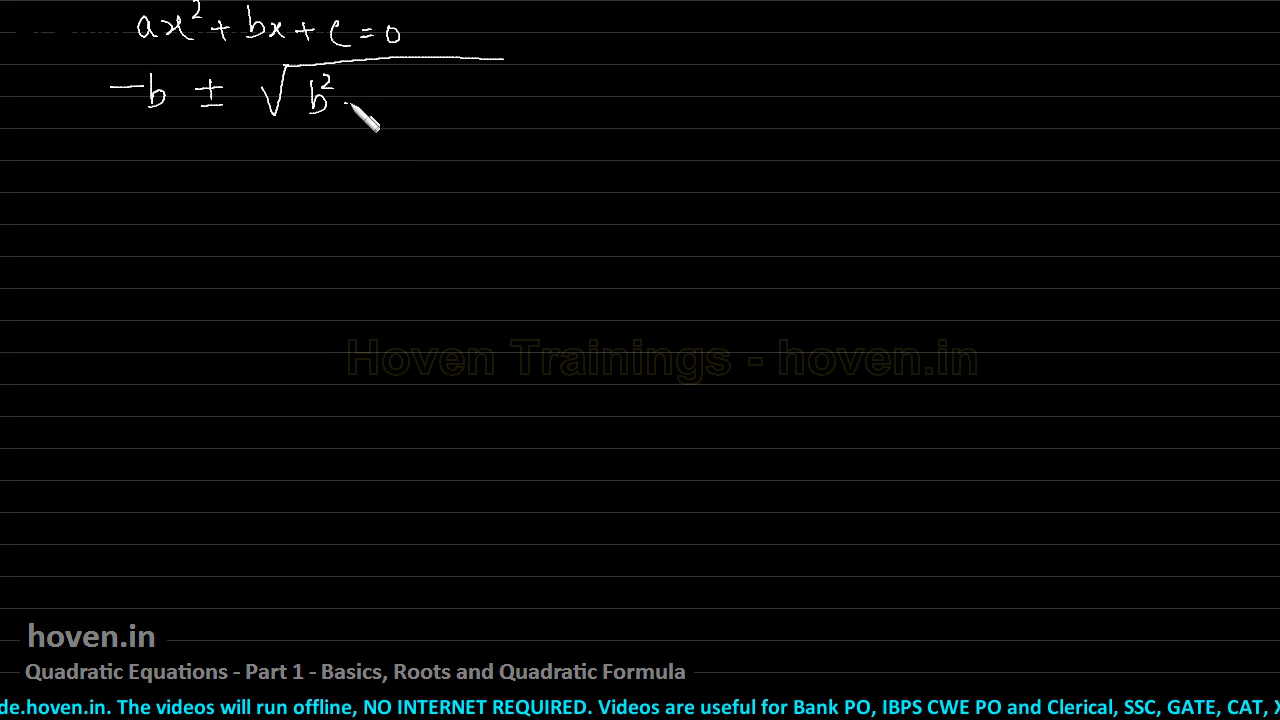 ax² + bx + c = 0
-b ± √b²
Hoven Trainings - hoven.in
hoven.in
Quadratic Equations - Part 1 - Basics, Roots and Quadratic Formula
de.hoven.in. The videos will run offline, NO INTERNET REQUIRED. Videos are useful for Bank PO, IBPS CWE PO and Clerical, SSC, GATE, CAT,